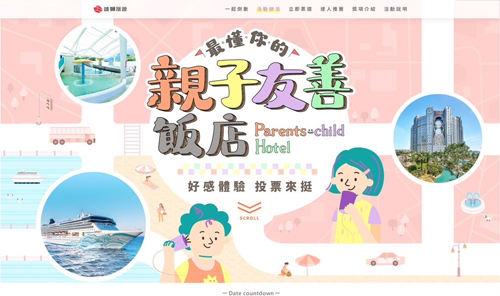 雄獅旅遊
一起倒數 活動辦法 立即票選 達人推薦 獎項介紹 活動說明
最懂你的
親子友善
飯店 Parents-child
Hotel
好感體驗 投票來挺
SCROLL
— Date countdown —